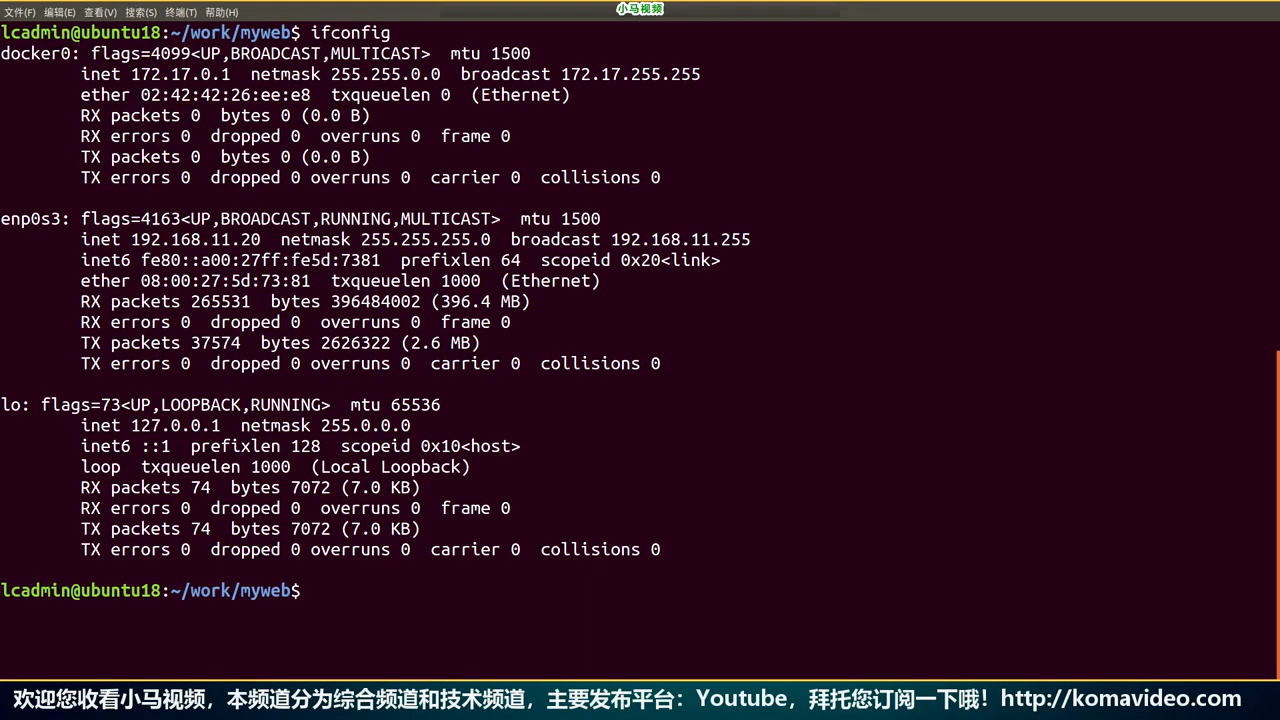 小马视频
文件(F) 编辑(E) 查看(V) 搜索(S) 终端(T) 帮助(H)
lcadmin@ubuntu18:~/work/myweb$ ifconfig
docker0: flags=4099<UP,BROADCAST,MULTICAST>  mtu 1500
        inet 172.17.0.1  netmask 255.255.0.0  broadcast 172.17.255.255
        ether 02:42:42:26:ee:e8  txqueuelen 0  (Ethernet)
        RX packets 0  bytes 0 (0.0 B)
        RX errors 0  dropped 0  overruns 0  frame 0
        TX packets 0  bytes 0 (0.0 B)
        TX errors 0  dropped 0 overruns 0  carrier 0  collisions 0

enp0s3: flags=4163<UP,BROADCAST,RUNNING,MULTICAST>  mtu 1500
        inet 192.168.11.20  netmask 255.255.255.0  broadcast 192.168.11.255
        inet6 fe80::a00:27ff:fe5d:7381  prefixlen 64  scopeid 0x20<link>
        ether 08:00:27:5d:73:81  txqueuelen 1000  (Ethernet)
        RX packets 265531  bytes 396484002 (396.4 MB)
        RX errors 0  dropped 0  overruns 0  frame 0
        TX packets 37574  bytes 2626322 (2.6 MB)
        TX errors 0  dropped 0 overruns 0  carrier 0  collisions 0

lo: flags=73<UP,LOOPBACK,RUNNING>  mtu 65536
        inet 127.0.0.1  netmask 255.0.0.0
        inet6 ::1  prefixlen 128  scopeid 0x10<host>
        loop  txqueuelen 1000  (Local Loopback)
        RX packets 74  bytes 7072 (7.0 KB)
        RX errors 0  dropped 0  overruns 0  frame 0
        TX packets 74  bytes 7072 (7.0 KB)
        TX errors 0  dropped 0 overruns 0  carrier 0  collisions 0

lcadmin@ubuntu18:~/work/myweb$
欢迎您收看小马视频，本频道分为综合频道和技术频道，主要发布平台：Youtube，拜托您订阅一下哦！http://komavideo.com